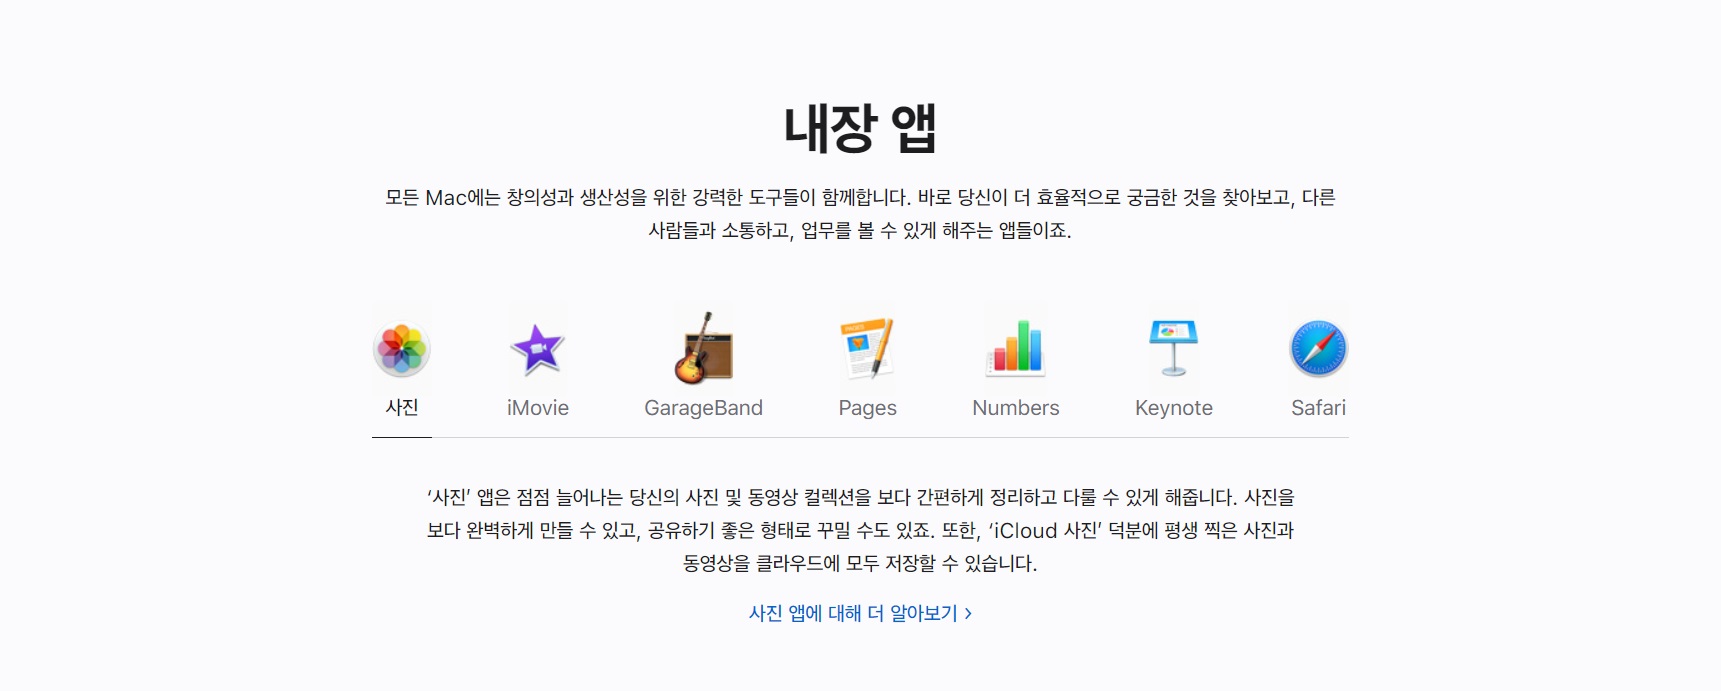 내장 앱
모든 Mac에는 창의성과 생산성을 위한 강력한 도구들이 함께합니다. 바로 당신이 더 효율적으로 궁금한 것을 찾아보고, 다른
사람들과 소통하고, 업무를 볼 수 있게 해주는 앱들이죠.
사진
iMovie
GarageBand
Pages
Numbers
Keynote
Safari
‘사진’ 앱은 점점 늘어나는 당신의 사진 및 동영상 컬렉션을 보다 간편하게 정리하고 다룰 수 있게 해줍니다. 사진을
보다 완벽하게 만들 수 있고, 공유하기 좋은 형태로 꾸밀 수도 있죠. 또한, ‘iCloud 사진’ 덕분에 평생 찍은 사진과
동영상을 클라우드에 모두 저장할 수 있습니다.
사진 앱에 대해 더 알아보기 >